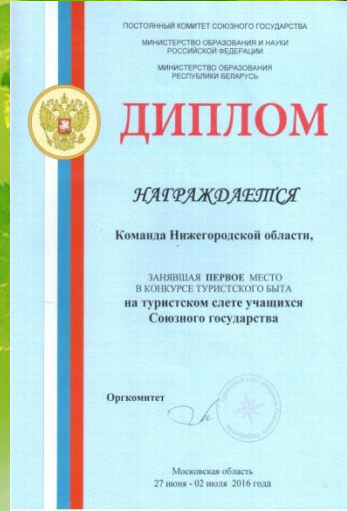 ПОСТОЯННЫЙ КОМИТЕТ СОЮЗНОГО ГОСУДАРСТВА
МИНИСТЕРСТВО ОБРАЗОВАНИЯ И НАУКИ
РОССИЙСКОЙ ФЕДЕРАЦИИ
МИНИСТЕРСТВО ОБРАЗОВАНИЯ
РЕСПУБЛИКИ БЕЛАРУСЬ
ДИПЛОМ
НАГРАЖДАЕТСЯ
Команда Нижегородской области,
ЗАНЯВШАЯ ПЕРВОЕ МЕСТО
В КОНКУРСЕ ТУРИСТСКОГО БЫТА
на туристском слете учащихся
Союзного государства
Оргкомитет
Московская область
27 июня - 02 июля 2016 года